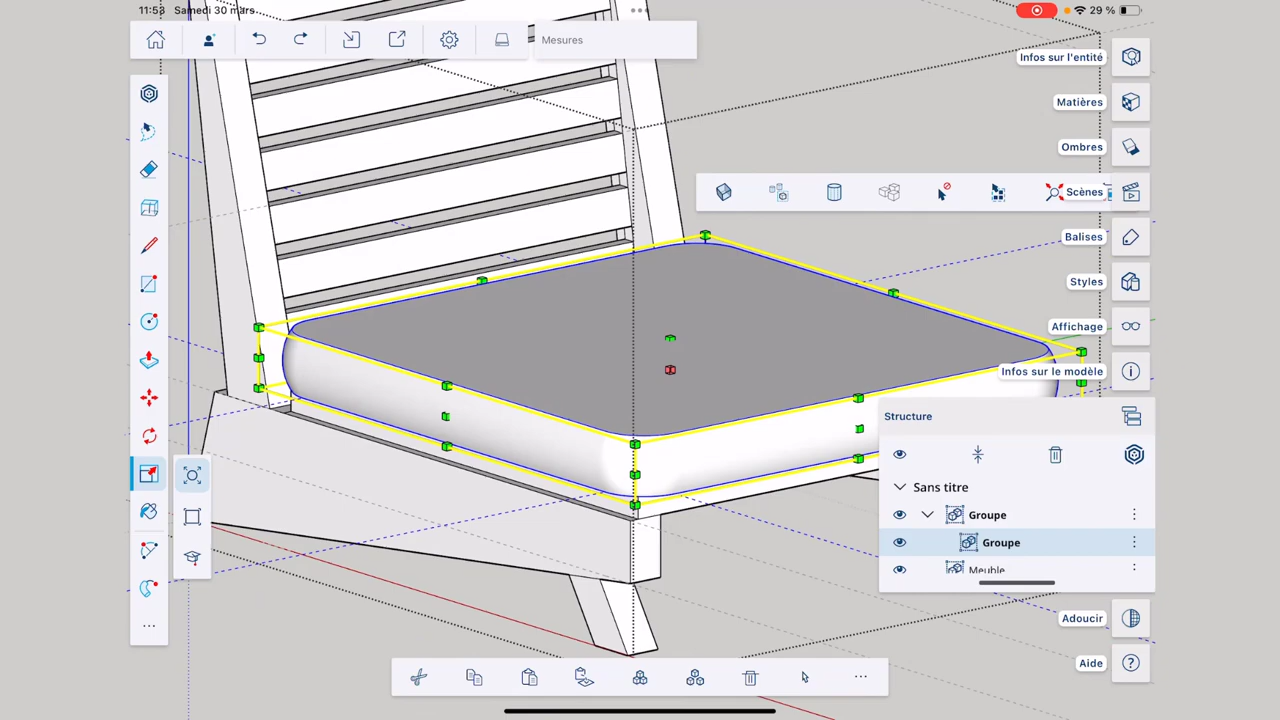 11:53 Samedi 30 mars
29 %
Mesures
Infos sur l'entité
Matières
Ombres
Scènes
Balises
Styles
Affichage
Infos sur le modèle
Structure
Sans titre
Groupe
Groupe
Meuble
Adoucir
Aide